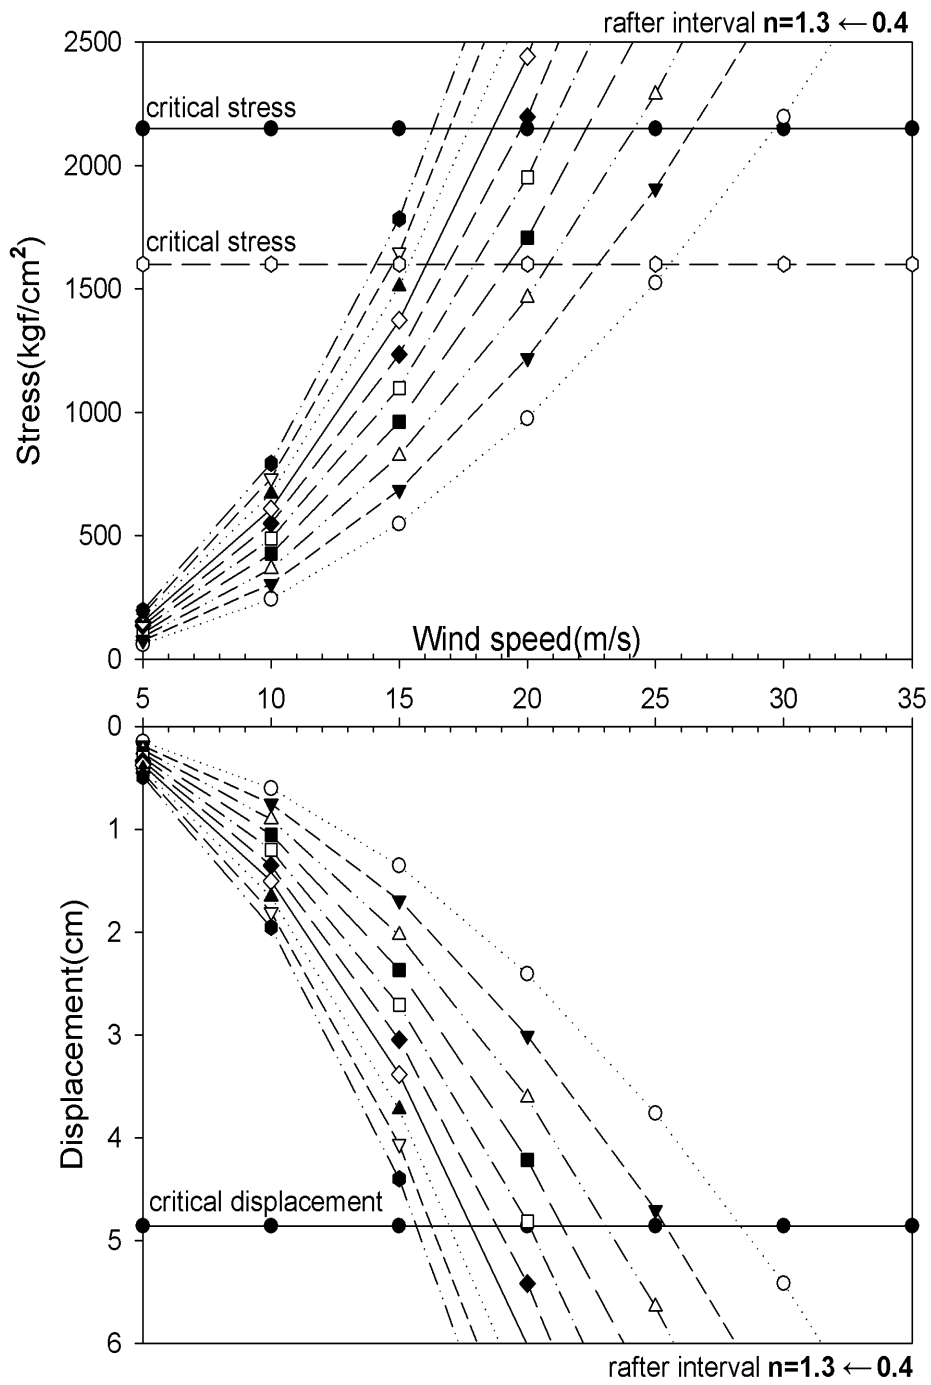 rafter interval n=1.3 ← 0.4
2500
critical stress
2000
critical stress
1500
Stress(kgf/cm²)
1000
500
Wind speed(m/s)
0
5 10 15 20 25 30 35
0
1
2
Displacement(cm)
3
4
critical displacement
5
6
rafter interval n=1.3 ← 0.4